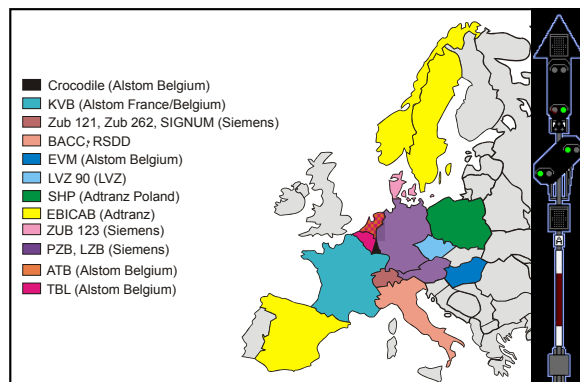 Crocodile (Alstom Belgium)
KVB (Alstom France/Belgium)
Zub 121, Zub 262, SIGNUM (Siemens)
BACC, RSDD
EVM (Alstom Belgium)
LVZ 90 (LVZ)
SHP (Adtranz Poland)
EBICAB (Adtranz)
ZUB 123 (Siemens)
PZB, LZB (Siemens)
ATB (Alstom Belgium)
TBL (Alstom Belgium)